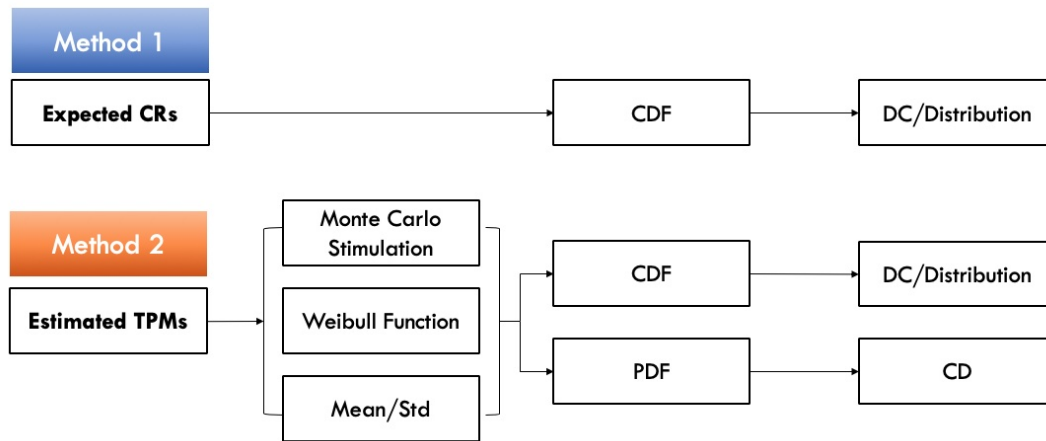 Method 1
Expected CRs
CDF
DC/Distribution
Method 2
Estimated TPMs
Monte Carlo
Stimulation
Weibull Function
Mean/Std
CDF
DC/Distribution
PDF
CD